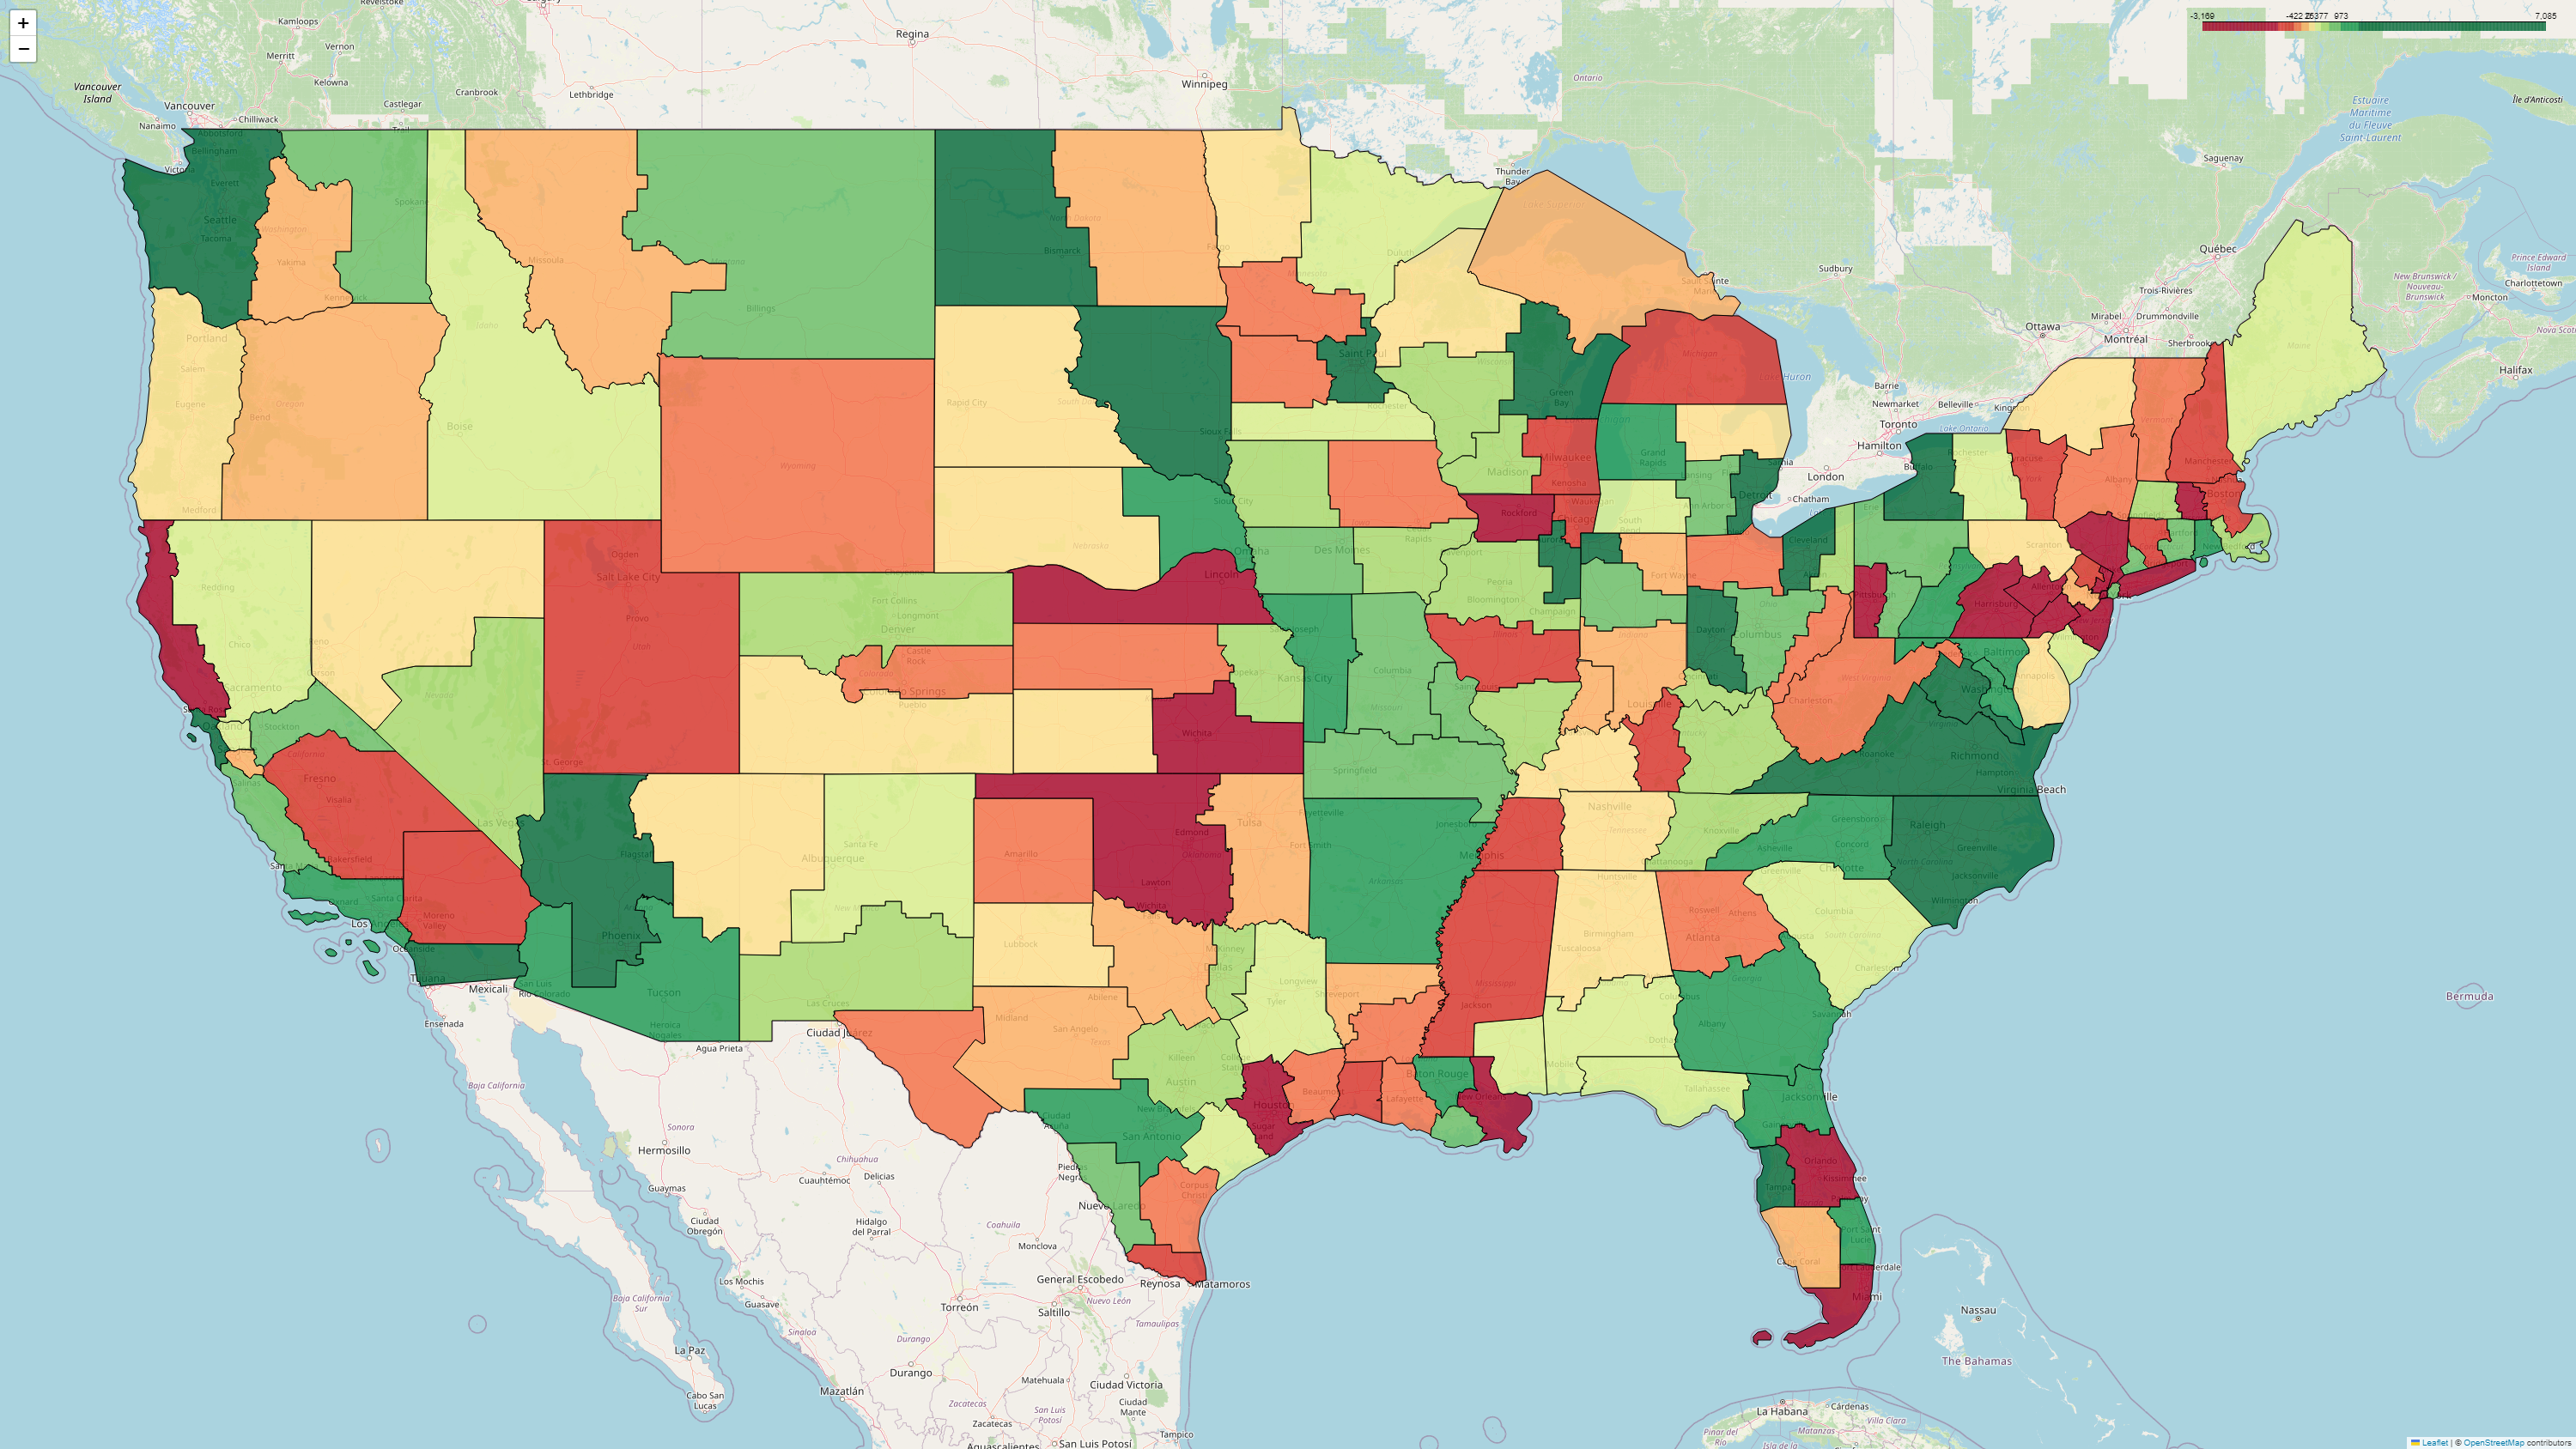 +
−
-3,169
-422
973
7,085
Revelstoke
Kamloops
Vernon
Merritt
Kelowna
Vancouver
Island
Vancouver
Nanaimo
Chilliwack
Abbotsford
Castlegar
Cranbrook
Lethbridge
Regina
Winnipeg
Ontario
Thunder
Bay
Estuaire
Maritime
du Fleuve
Saint-Laurent
Île d'Anticosti
Saguenay
Québec
Trois-Rivières
Drummondville
Mirabel
Montréal
Sherbrooke
Ottawa
Sudbury
Sault Sainte
Marie
New Brunswick /
Nouveau-
Brunswick
Moncton
Prince Edward
Island
Charlottetown
Halifax
Barrie
Newmarket
Belleville
Toronto
Hamilton
London
Chatham
Lake Ontario
Lake Huron
Lake Superior
Bellingham
Everett
Seattle
Tacoma
Washington
Yakima
Kennewick
Spokane
Portland
Salem
Eugene
Bend
Oregon
Medford
Idaho
Boise
Missoula
Montana
Billings
North Dakota
Bismarck
Fargo
Minnesota
Duluth
Saint Paul
Rochester
Wisconsin
Green
Bay
Michigan
Rapid City
South Dakota
Sioux Falls
Sioux City
Wyoming
Cheyenne
Nebraska
Omaha
Lincoln
Des Moines
Madison
Milwaukee
Kenosha
Rockford
Waukegan
Chicago
Grand
Rapids
Lansing
Ann Arbor
Detroit
South
Bend
Fort Wayne
Cleveland
Akron
Erie
Buffalo
Rochester
Albany
Vermont
Maine
Manchester
Boston
Scranton
Allentown
Harrisburg
Pittsburgh
Ohio
Columbus
Dayton
Cincinnati
Indiana
Illinois
Peoria
Bloomington
Champaign
Davenport
Ogden
Salt Lake City
Provo
Utah
St. George
Fort Collins
Longmont
Denver
Castle
Rock
Colorado
Colorado Springs
Pueblo
Topeka
Kansas City
Saint Joseph
Columbia
Missouri
Springfield
Wichita
Redding
Chico
Reno
Carson
Sacramento
Stockton
Nevada
California
Fresno
Visalia
Salinas
Bakersfield
Lancaster
Santa Clarita
Oxnard
Los Angeles
Moreno
Valley
Oceanside
Tijuana
Mexicali
Las Vegas
Flagstaff
Phoenix
Tucson
San Luis
Río Colorado
Heroica
Nogales
Agua Prieta
Ensenada
Albuquerque
Santa Fe
New Mexico
Las Cruces
Ciudad Juárez
Amarillo
Lubbock
Edmond
Oklahoma
Lawton
Wichita
Falls
Tulsa
Fayetteville
Fort Smith
Jonesboro
Arkansas
Memphis
Nashville
Tennessee
Knoxville
Chattanooga
Louisville
Kentucky
West Virginia
Charleston
Baltimore
Annapolis
Washington
Virginia
Roanoke
Richmond
Hampton
Virginia Beach
Greensboro
Raleigh
Greenville
North Carolina
Jacksonville
Wilmington
Asheville
Concord
Charlotte
Greenville
Columbia
South Carolina
Charleston
Roswell
Athens
Atlanta
Augusta
Georgia
Columbus
Albany
Savannah
Huntsville
Birmingham
Tuscaloosa
Dothan
Mobile
Mississippi
Jackson
McKinney
Dallas
Longview
Tyler
Shreveport
Abilene
Midland
San Angelo
Texas
Waco
Killeen
College
Station
Austin
New Braunfels
San Antonio
Houston
Sugar
Land
Beaumont
Lafayette
Baton Rouge
New Orleans
Tallahassee
Jacksonville
Gainesville
Orlando
Kissimmee
Palm Bay
Tampa
Port Saint
Lucie
Cape Coral
Fort Lauderdale
Miami
Corpus
Christi
Ciudad
Acuña
Piedras
Negras
Nuevo Laredo
Reynosa
Matamoros
Baja California
Sonora
Hermosillo
Guaymas
Ciudad
Obregón
Chihuahua
Cuauhtémoc
Delicias
Hidalgo
del Parral
Coahuila
Monclova
Los Mochis
Guasave
Baja California
Sur
La Paz
Cabo San
Lucas
Sinaloa
Durango
Durango
Mazatlán
Torreón
General Escobedo
Nuevo León
Saltillo
Tamaulipas
Matehuala
Ciudad Victoria
Ciudad
Mante
Zacatecas
Zacatecas
San Luis
Potosí
Aguascalientes
San Luis Potosí
Tampico
Bermuda
Nassau
The Bahamas
La Habana
Cárdenas
Villa Clara
Matanzas
Pinar del
Río
Leaflet | © OpenStreetMap contributors